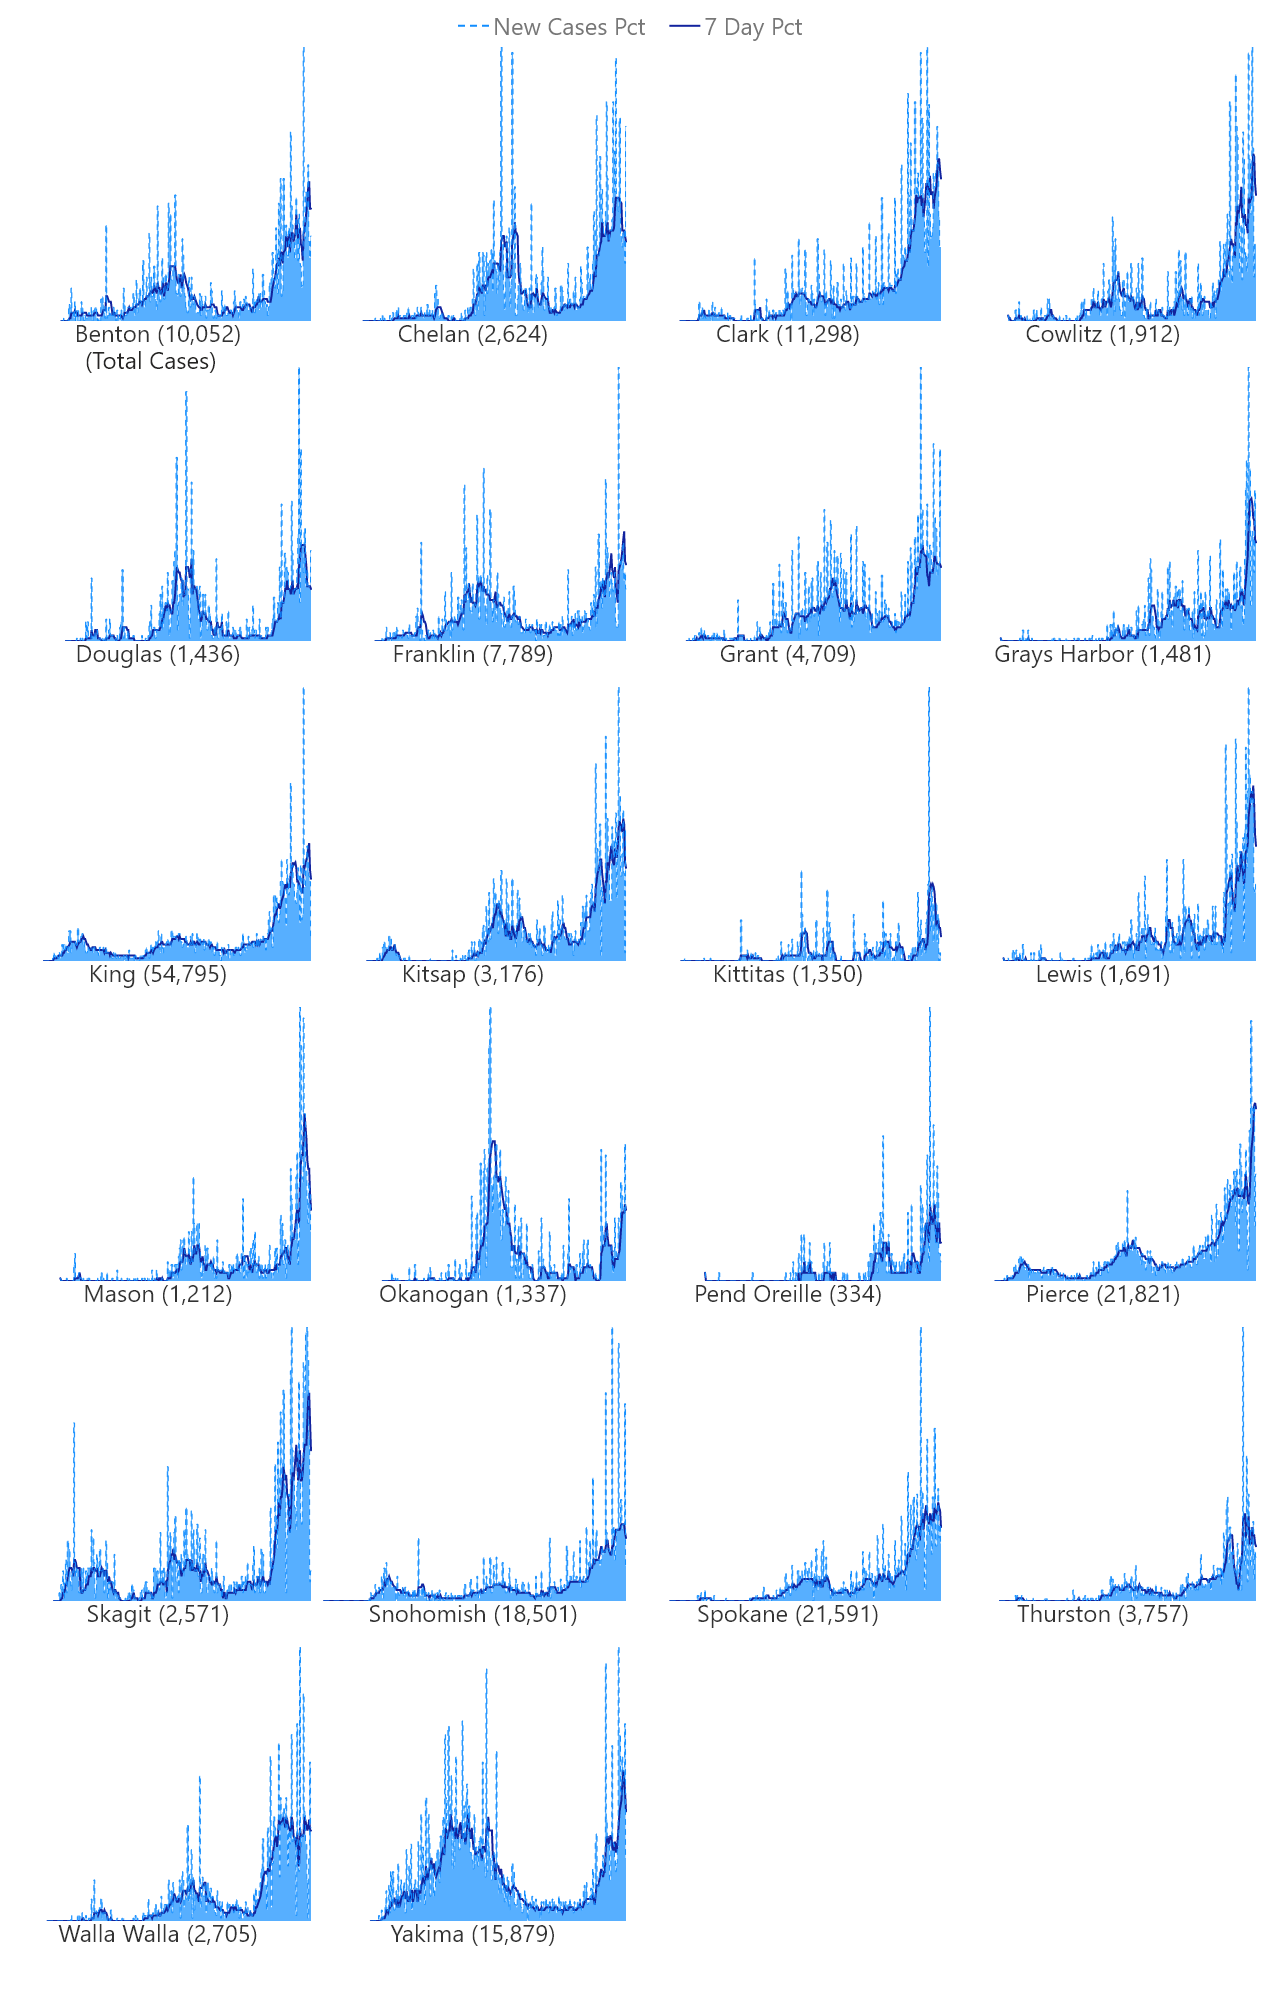 New Cases Pct 7 Day Pct
Benton (10,052) Chelan (2,624) Clark (11,298) Cowlitz (1,912)
(Total Cases)
Douglas (1,436) Franklin (7,789) Grant (4,709) Grays Harbor (1,481)
King (54,795) Kitsap (3,176) Kittitas (1,350) Lewis (1,691)
Mason (1,212) Okanogan (1,337) Pend Oreille (334) Pierce (21,821)
Skagit (2,571) Snohomish (18,501) Spokane (21,591) Thurston (3,757)
Walla Walla (2,705) Yakima (15,879)